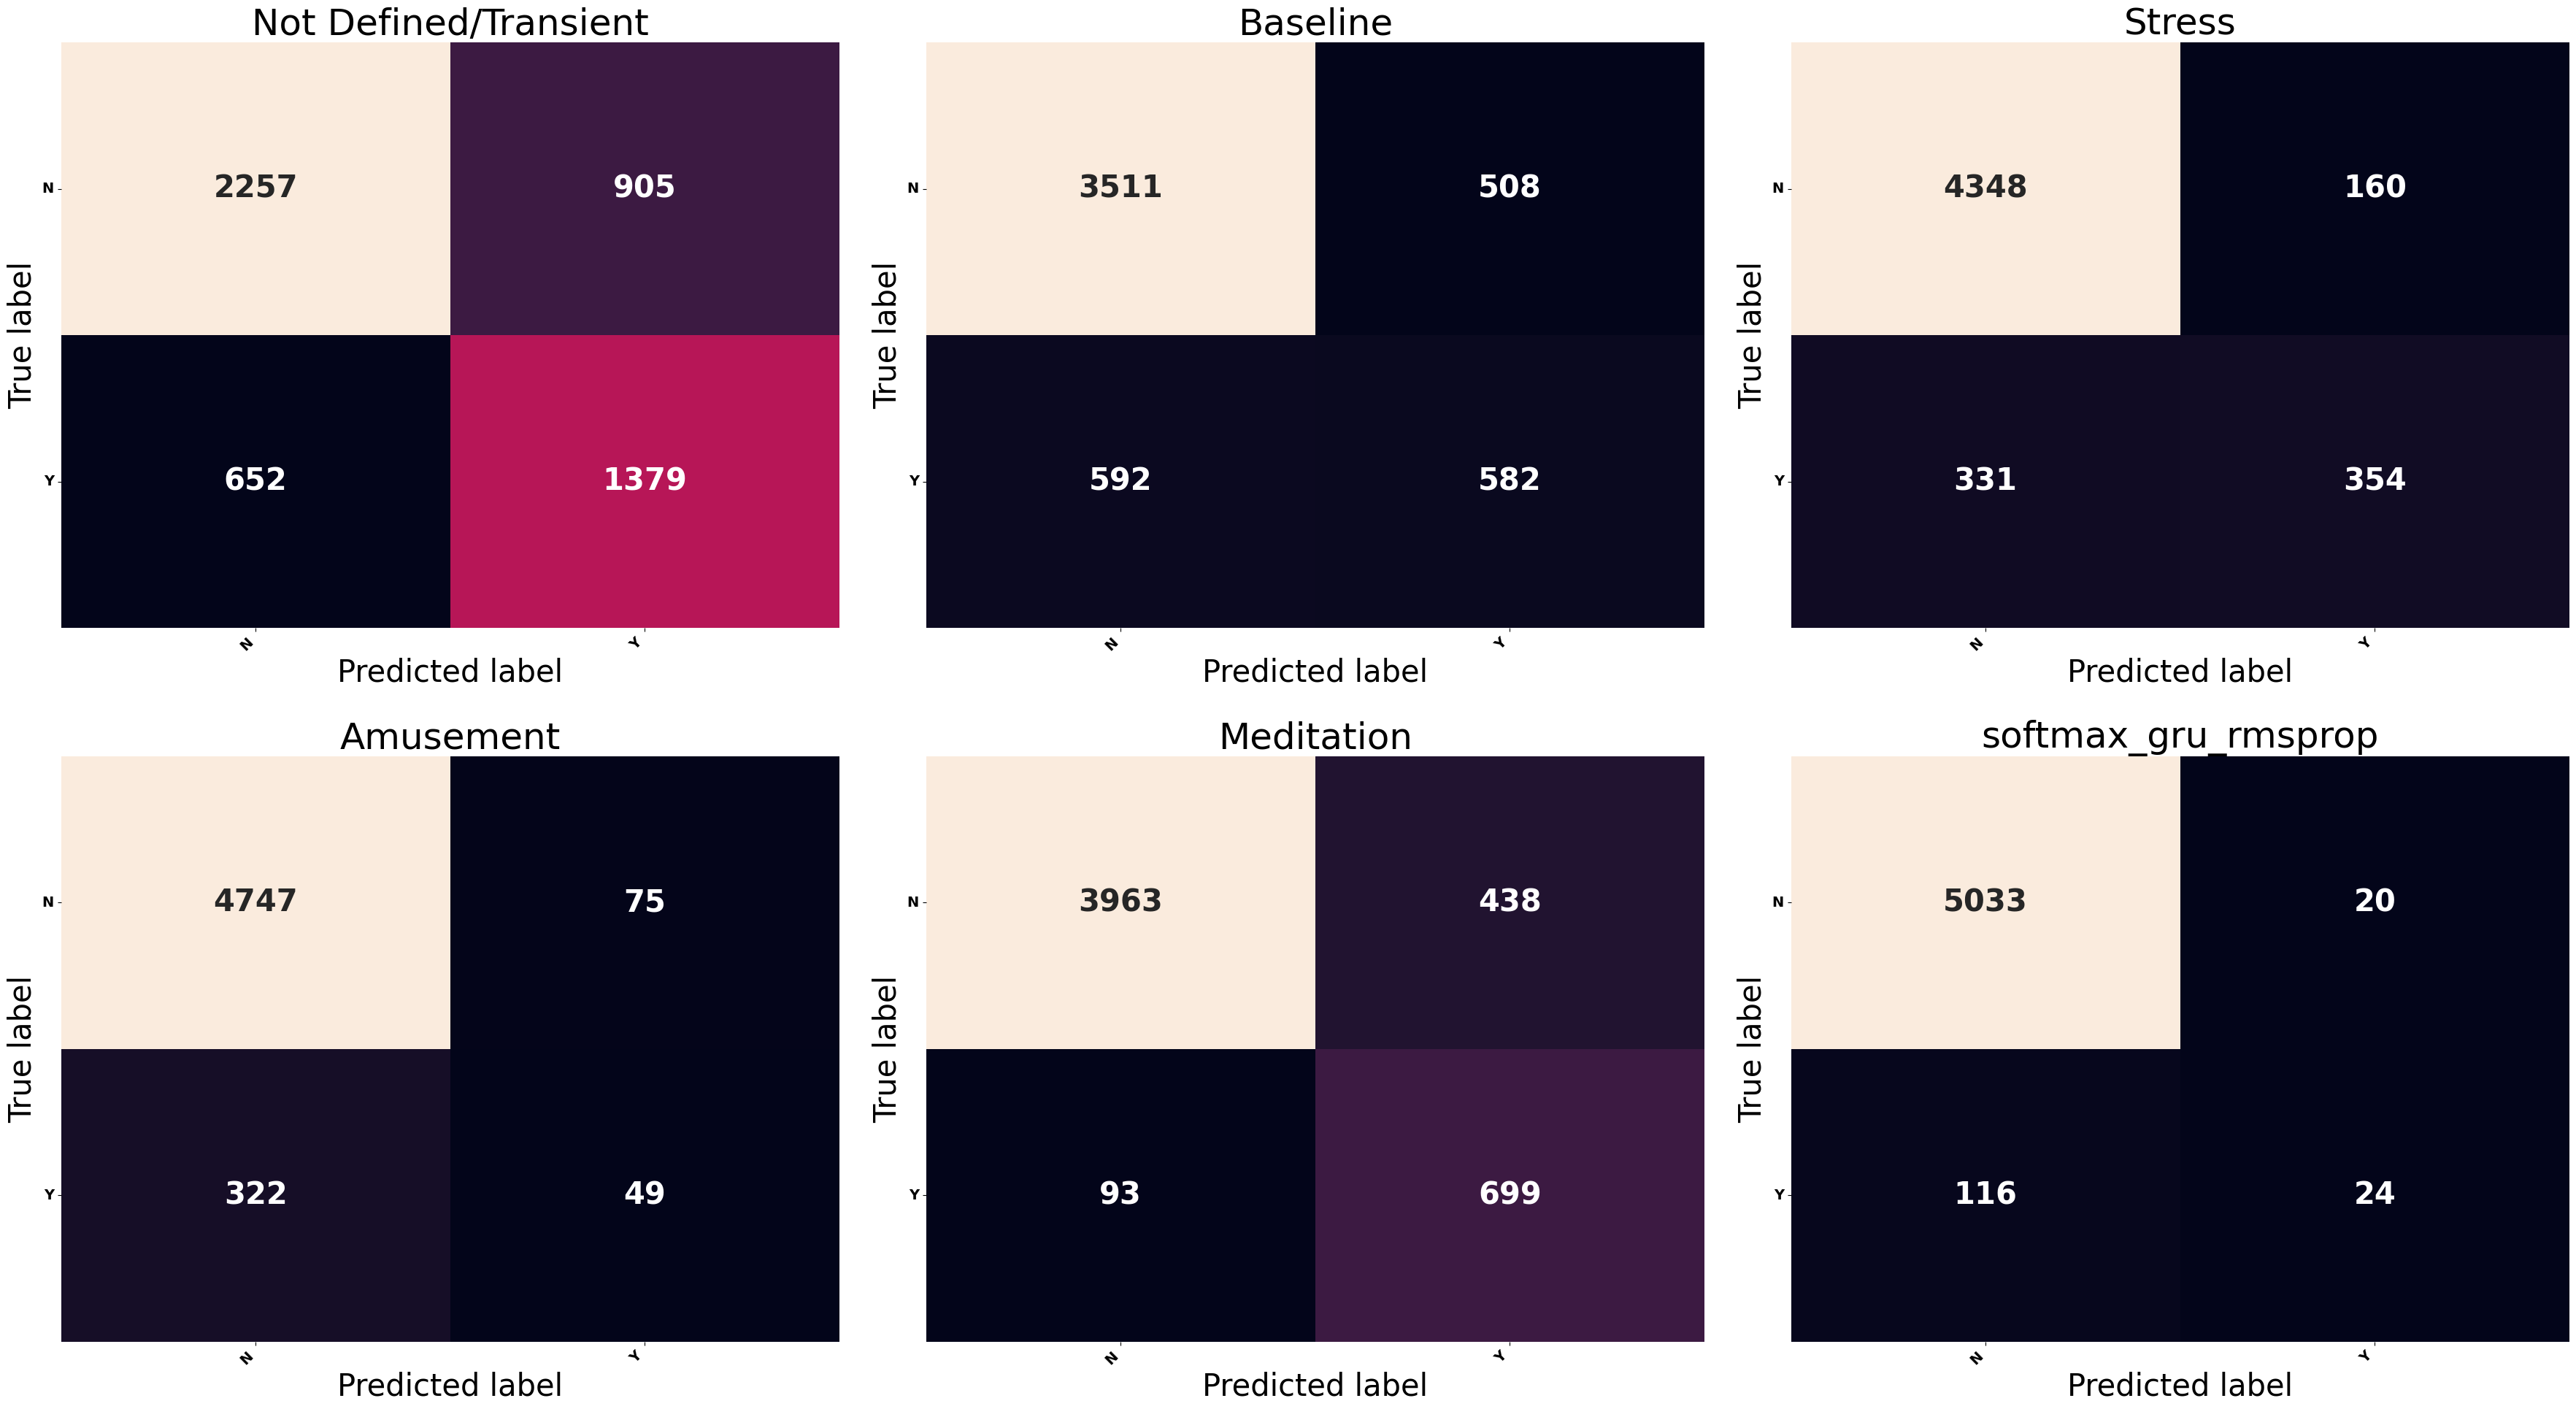 Not Defined/Transient
True label
N
2257
905
Y
652
1379
N
Y
Predicted label
Baseline
True label
N
3511
508
Y
592
582
N
Y
Predicted label
Stress
True label
N
4348
160
Y
331
354
N
Y
Predicted label
Amusement
True label
N
4747
75
Y
322
49
N
Y
Predicted label
Meditation
True label
N
3963
438
Y
93
699
N
Y
Predicted label
softmax_gru_rmsprop
True label
N
5033
20
Y
116
24
N
Y
Predicted label